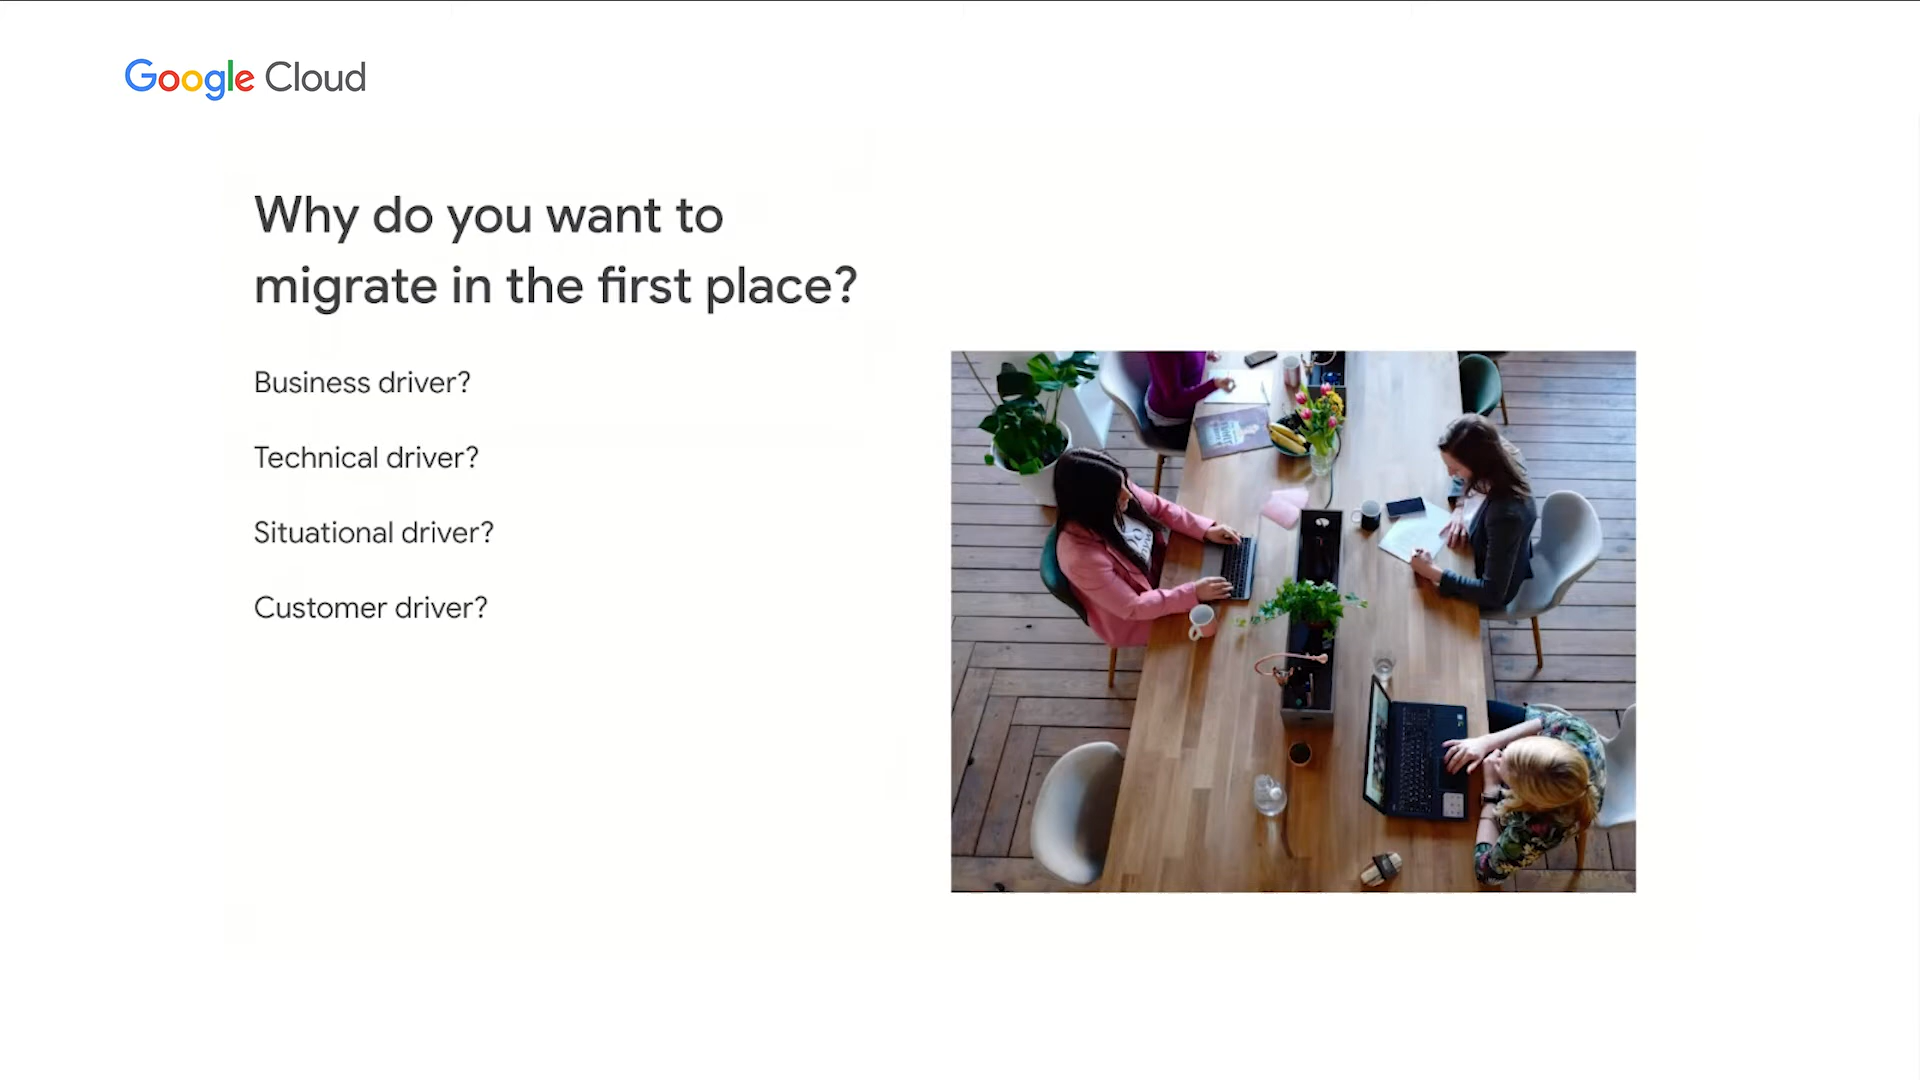 Google Cloud
Why do you want to
migrate in the first place?
Business driver?
Technical driver?
Situational driver?
Customer driver?